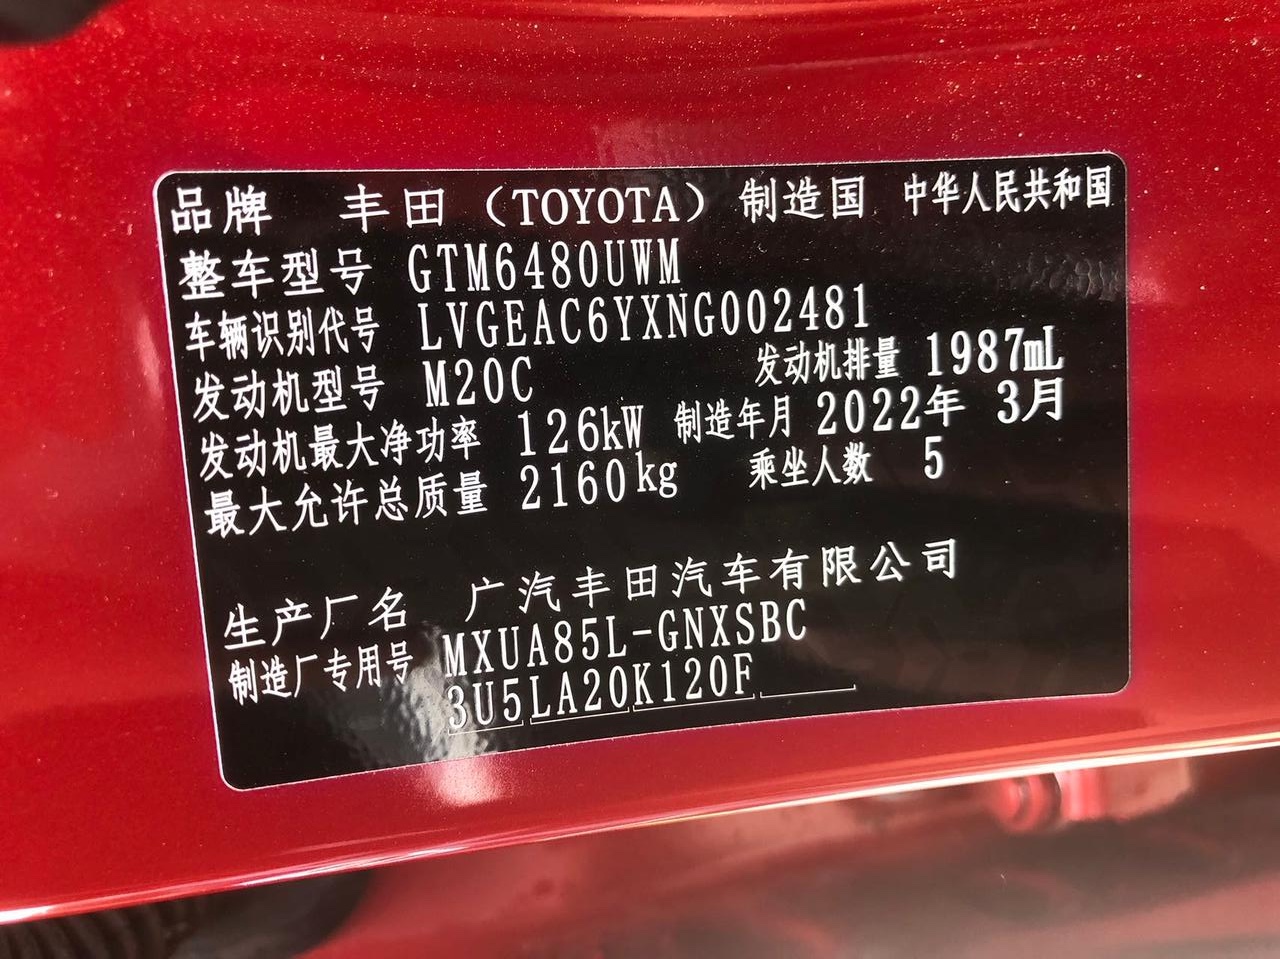 品牌 丰田（TOYOTA） 制造国 中华人民共和国
整车型号 GTM6480UWM
车辆识别代号 LVGEAC6YXNG002481
发动机型号 M20C 发动机排量 1987mL
发动机最大净功率 126kW 制造年月 2022年 3月
最大允许总质量 2160kg 乘坐人数 5
生产厂名 广汽丰田汽车有限公司
制造厂专用号 MXUA85L-GNXSBC
3U5LA20K120F